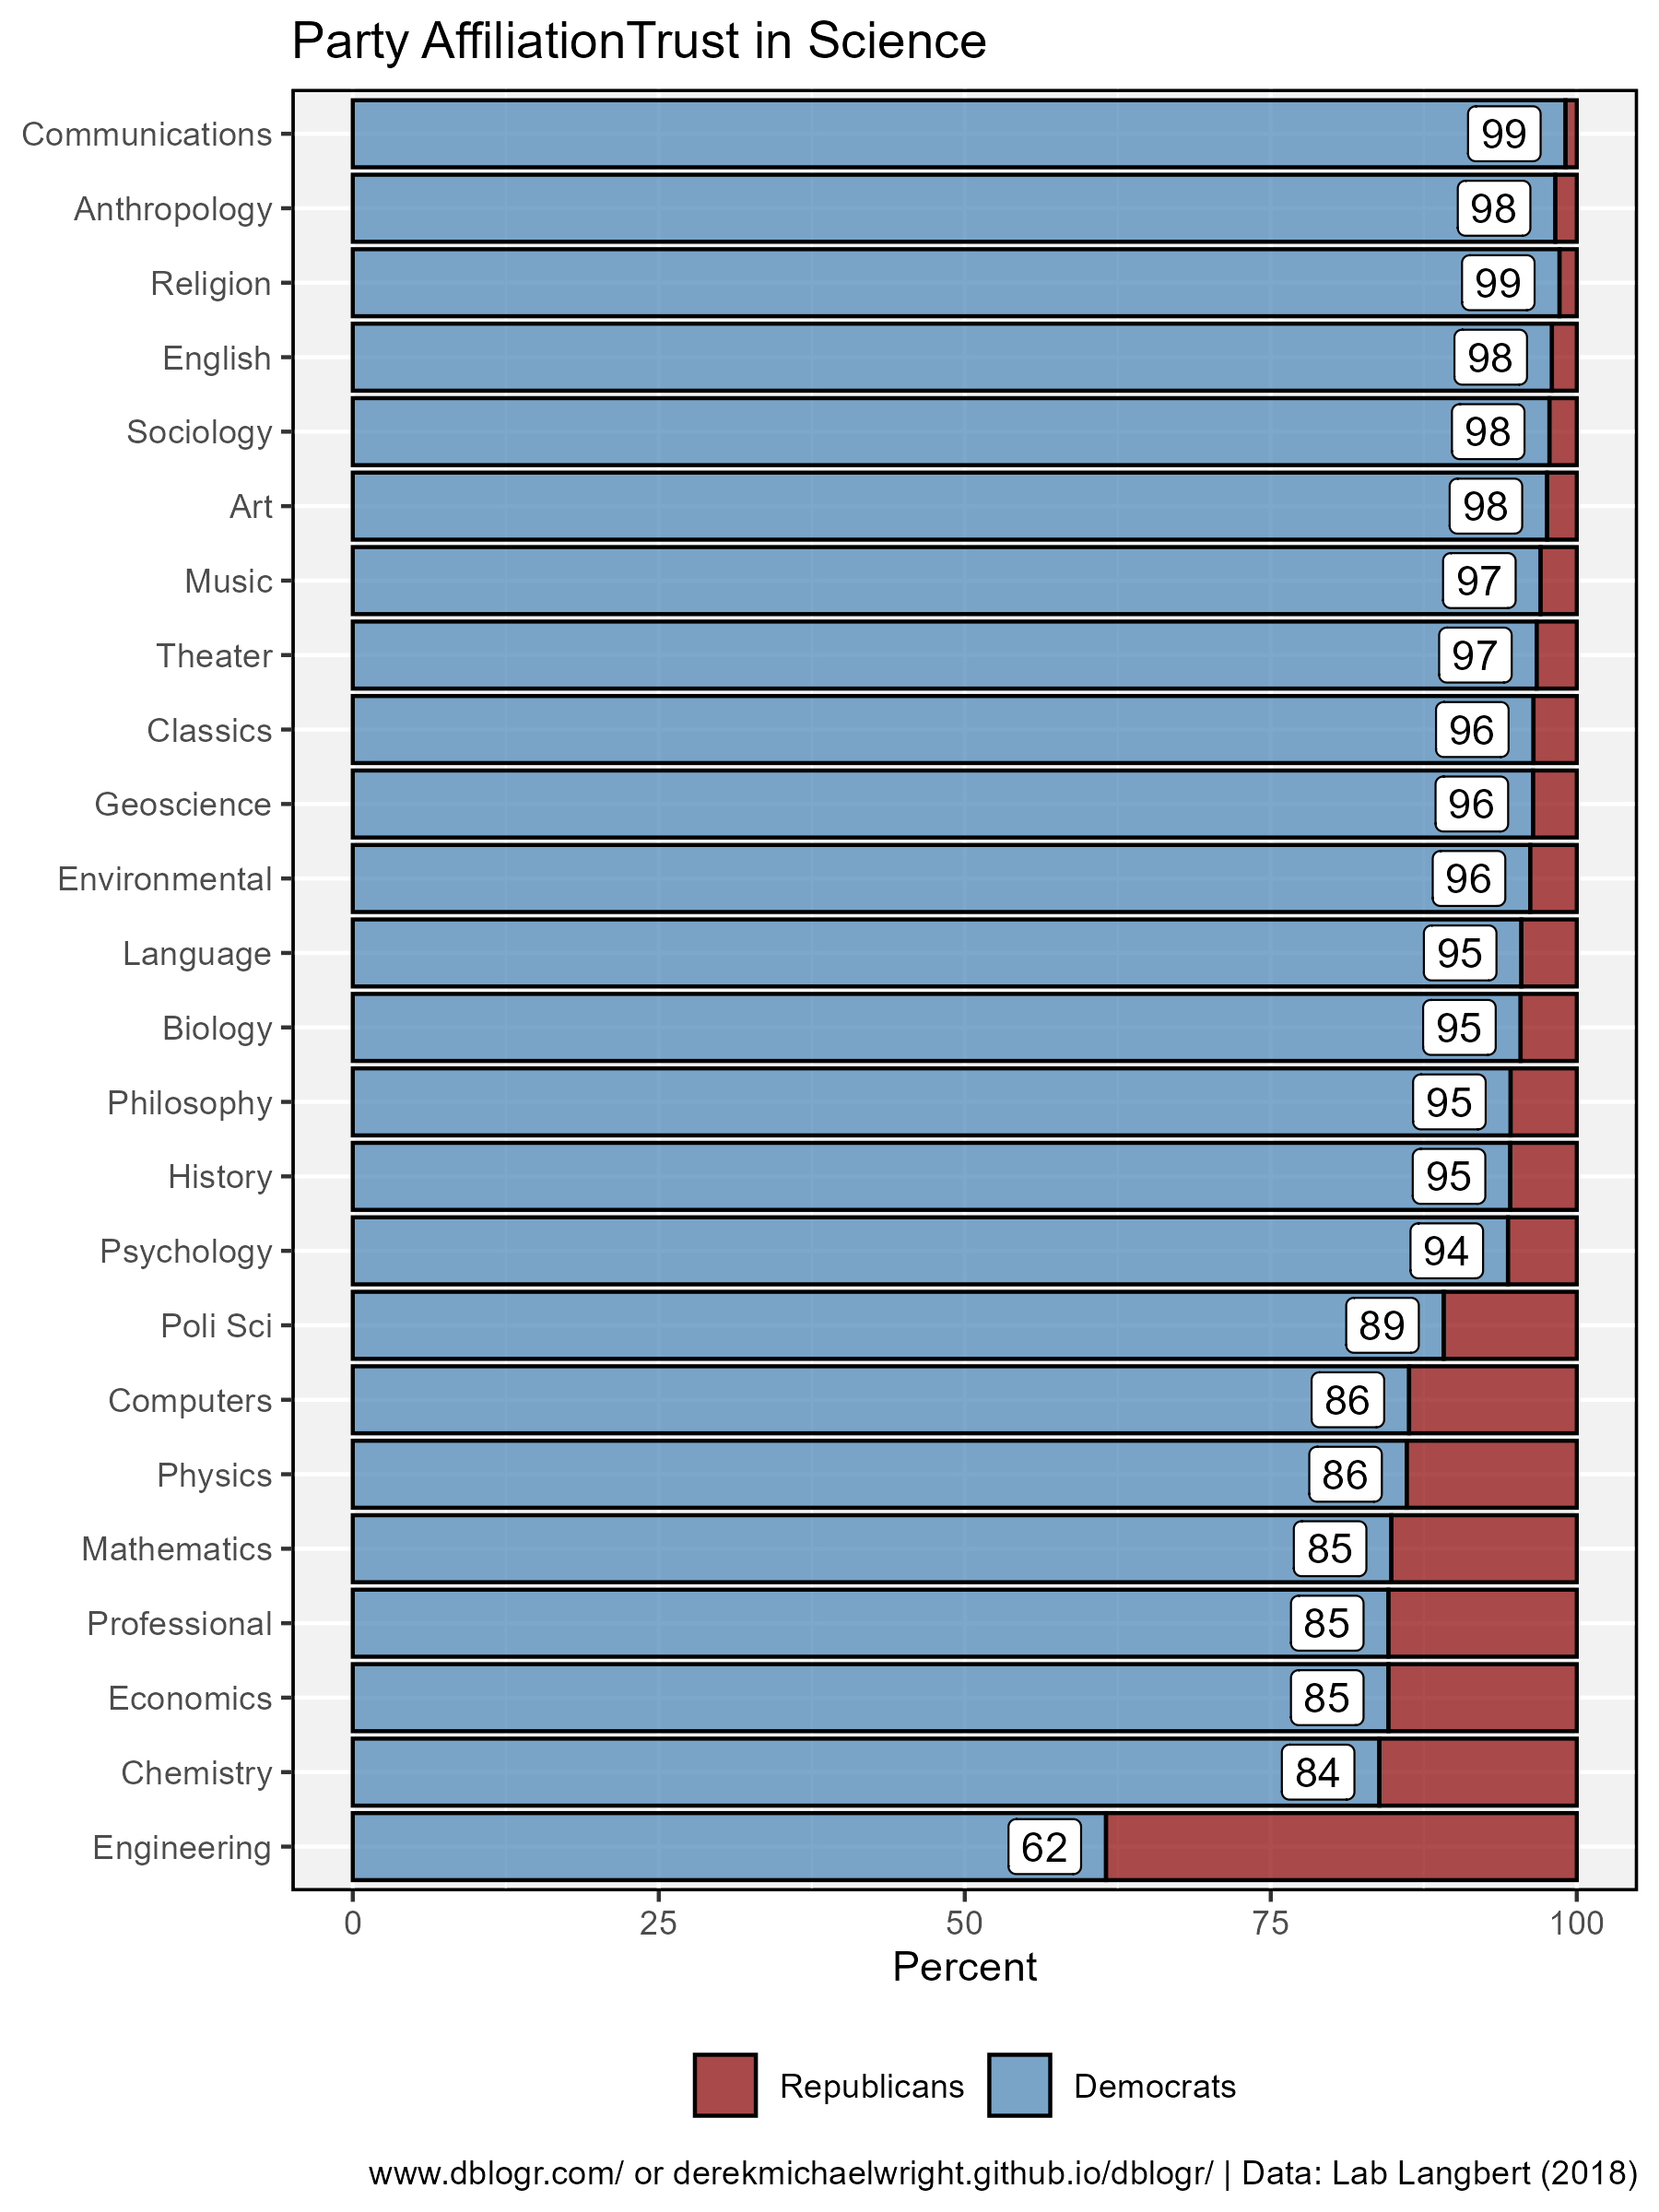 Party AffiliationTrust in Science
Communications 99
Anthropology 98
Religion 99
English 98
Sociology 98
Art 98
Music 97
Theater 97
Classics 96
Geoscience 96
Environmental 96
Language 95
Biology 95
Philosophy 95
History 95
Psychology 94
Poli Sci 89
Computers 86
Physics 86
Mathematics 85
Professional 85
Economics 85
Chemistry 84
Engineering 62
0 25 50 75 100
Percent
Republicans Democrats
www.dblogr.com/ or derekmichaelwright.github.io/dblogr/ | Data: Lab Langbert (2018)